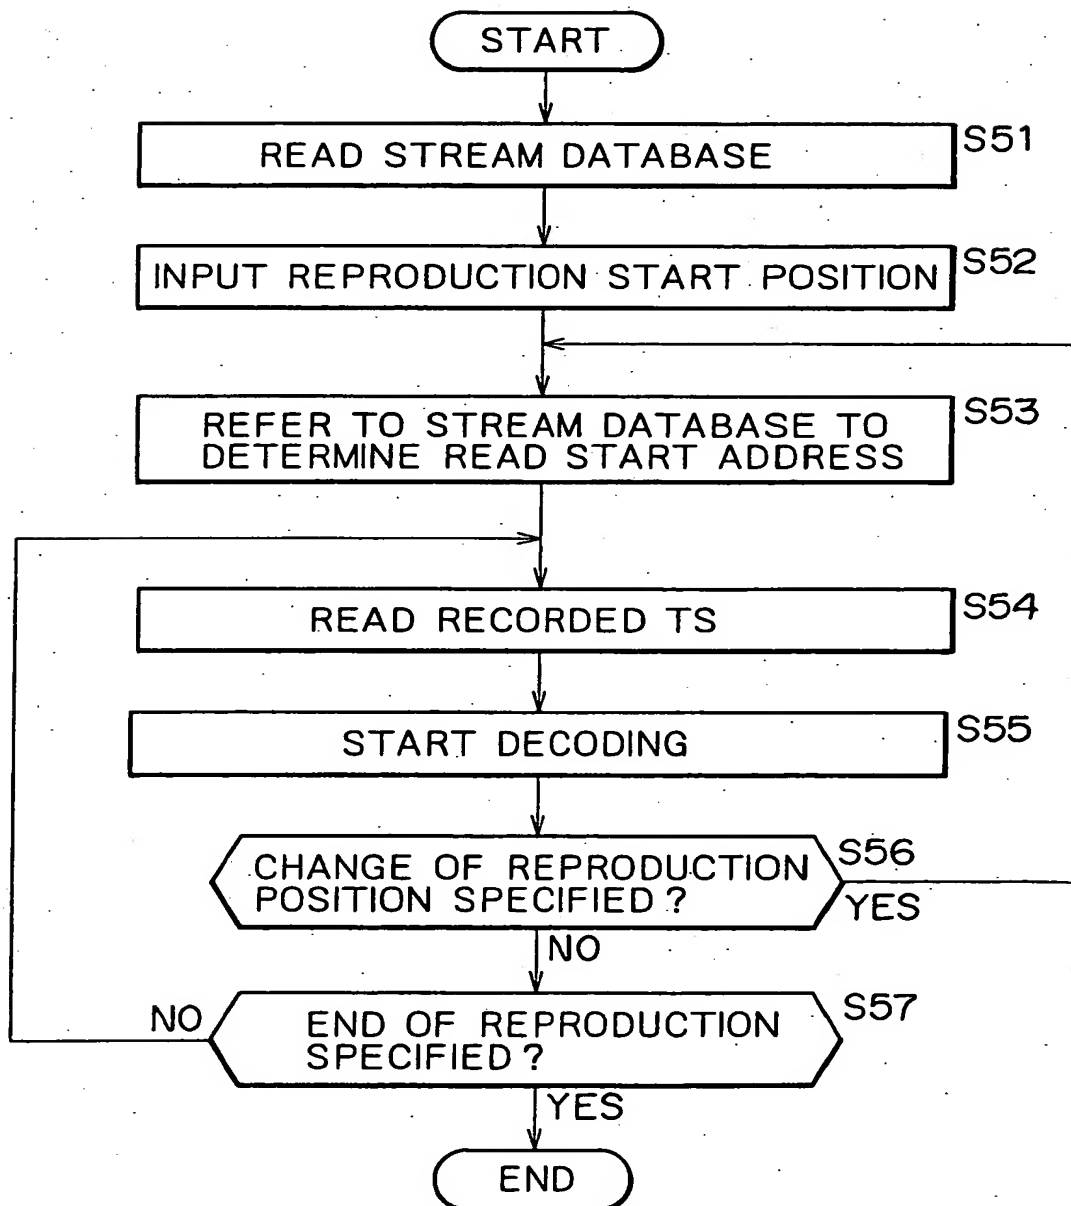 START
READ STREAM DATABASE
S51
INPUT REPRODUCTION START POSITION
S52
REFER TO STREAM DATABASE TO
DETERMINE READ START ADDRESS
S53
READ RECORDED TS
S54
START DECODING
S55
CHANGE OF REPRODUCTION
POSITION SPECIFIED ?
S56
YES
NO
END OF REPRODUCTION
SPECIFIED ?
S57
NO
YES
END